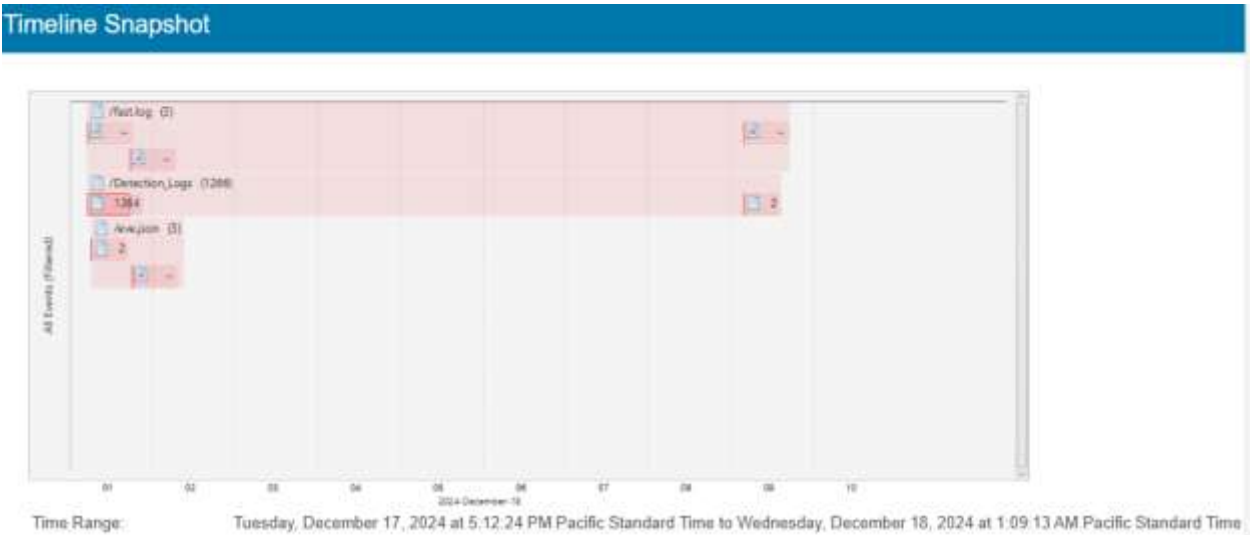 Timeline Snapshot
/fast.log (3)
/Detection_Logs (1266)
1264
2
/eve.json (3)
2
All Events (Filtered)
01 02 03 04 05 06 07 08 09 10
2024-December-18
Time Range: Tuesday, December 17, 2024 at 5:12:24 PM Pacific Standard Time to Wednesday, December 18, 2024 at 1:09:13 AM Pacific Standard Time